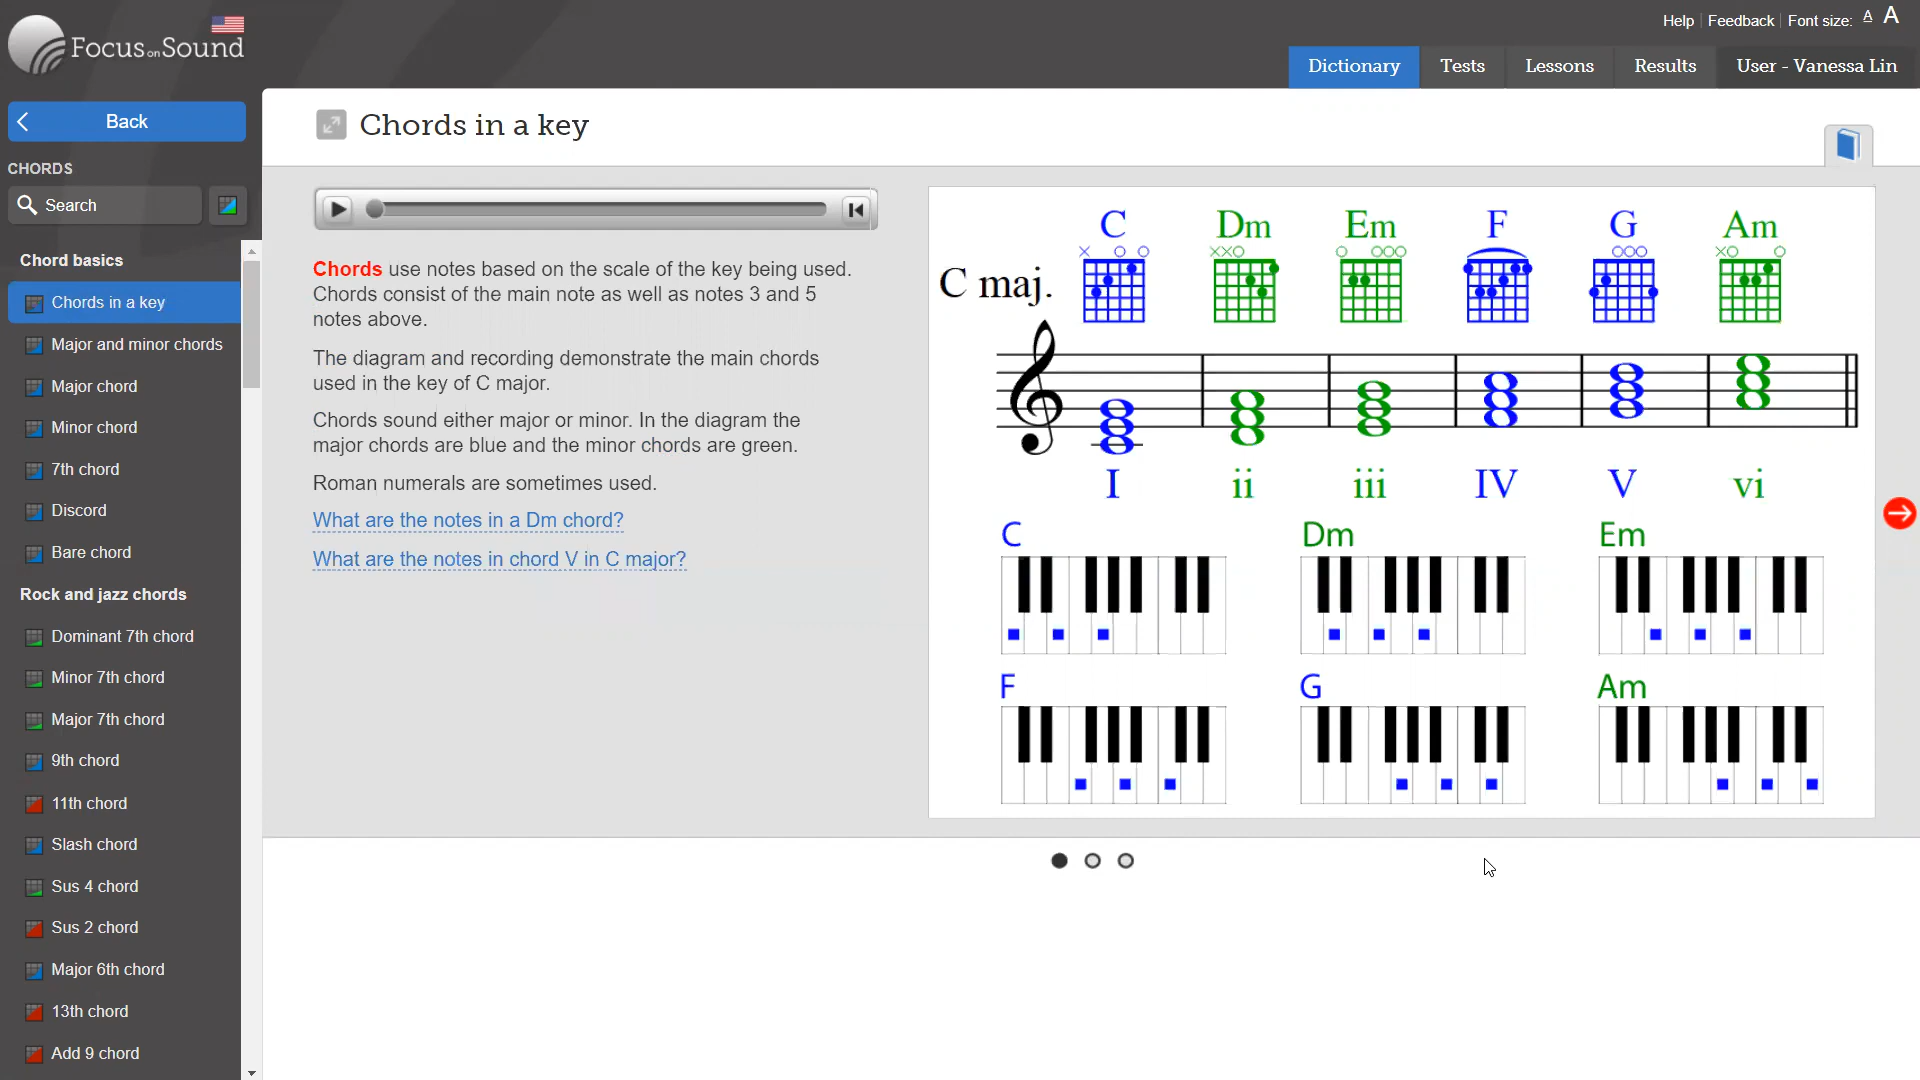 Focus on Sound
Help
Feedback
Font size: A A
Dictionary
Tests
Lessons
Results
User - Vanessa Lin
Back
CHORDS
Search
Chord basics
Chords in a key
Major and minor chords
Major chord
Minor chord
7th chord
Discord
Bare chord
Rock and jazz chords
Dominant 7th chord
Minor 7th chord
Major 7th chord
9th chord
11th chord
Slash chord
Sus 4 chord
Sus 2 chord
Major 6th chord
13th chord
Add 9 chord
Chords in a key
Chords use notes based on the scale of the key being used.
Chords consist of the main note as well as notes 3 and 5
notes above.
The diagram and recording demonstrate the main chords
used in the key of C major.
Chords sound either major or minor. In the diagram the
major chords are blue and the minor chords are green.
Roman numerals are sometimes used.
What are the notes in a Dm chord?
What are the notes in chord V in C major?
C Dm Em F G Am
C maj.
I ii iii IV V vi
C Dm Em
F G Am